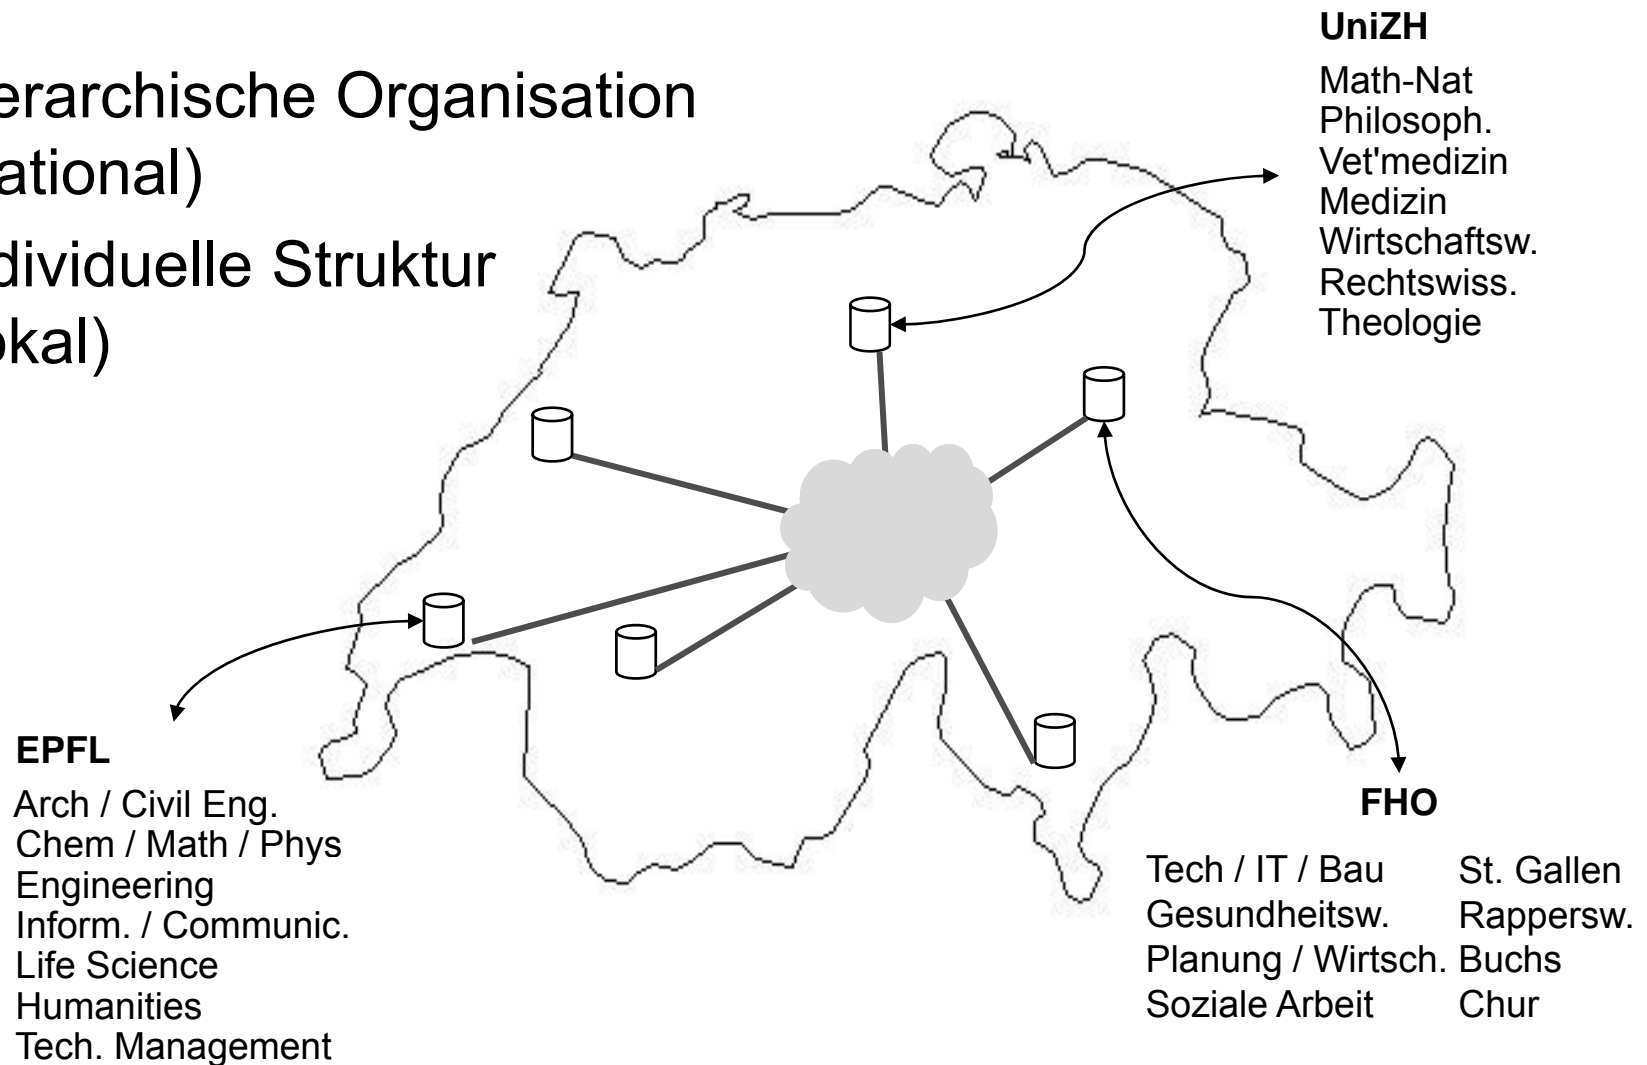 erarchische Organisation
ational)
dividuelle Struktur
okal)
UniZH
Math-Nat
Philosoph.
Vet'medizin
Medizin
Wirtschaftsw.
Rechtswiss.
Theologie
EPFL
Arch / Civil Eng.
Chem / Math / Phys
Engineering
Inform. / Communic.
Life Science
Humanities
Tech. Management
FHO
Tech / IT / Bau St. Gallen
Gesundheitsw. Rappersw.
Planung / Wirtsch. Buchs
Soziale Arbeit Chur